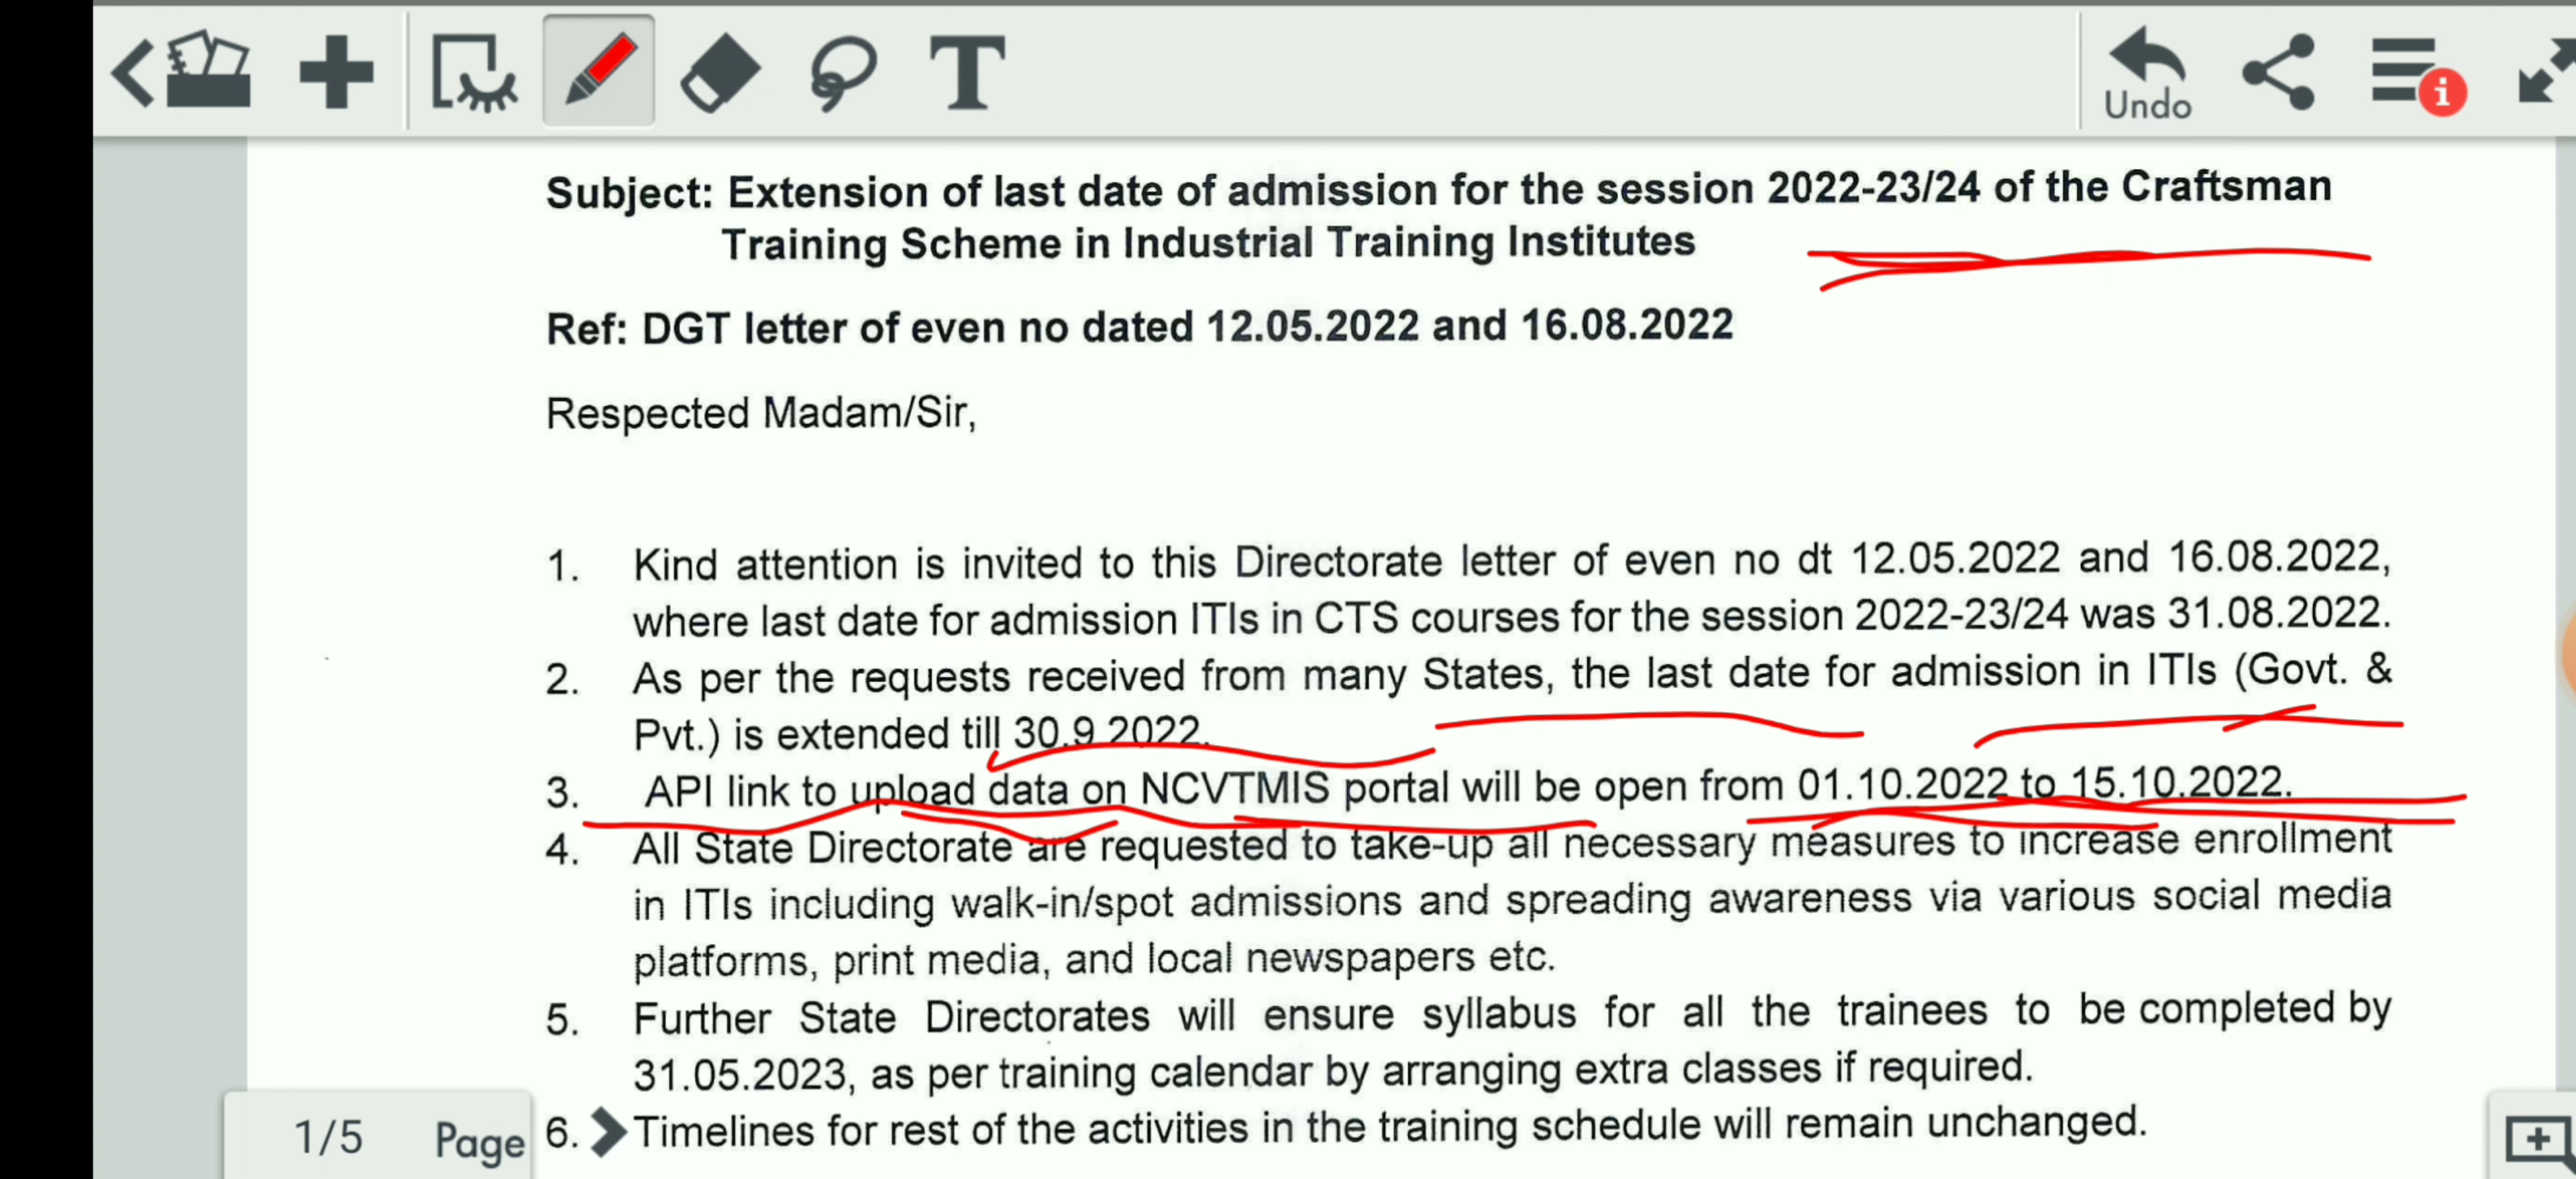 Undo
Subject: Extension of last date of admission for the session 2022-23/24 of the Craftsman
Training Scheme in Industrial Training Institutes
Ref: DGT letter of even no dated 12.05.2022 and 16.08.2022
Respected Madam/Sir,
1. Kind attention is invited to this Directorate letter of even no dt 12.05.2022 and 16.08.2022,
where last date for admission ITIs in CTS courses for the session 2022-23/24 was 31.08.2022.
2. As per the requests received from many States, the last date for admission in ITIs (Govt. &
Pvt.) is extended till 30.9.2022.
3. API link to upload data on NCVTMIS portal will be open from 01.10.2022 to 15.10.2022.
4. All State Directorate are requested to take-up all necessary measures to increase enrollment
in ITIs including walk-in/spot admissions and spreading awareness via various social media
platforms, print media, and local newspapers etc.
5. Further State Directorates will ensure syllabus for all the trainees to be completed by
31.05.2023, as per training calendar by arranging extra classes if required.
6. Timelines for rest of the activities in the training schedule will remain unchanged.
1/5 Page